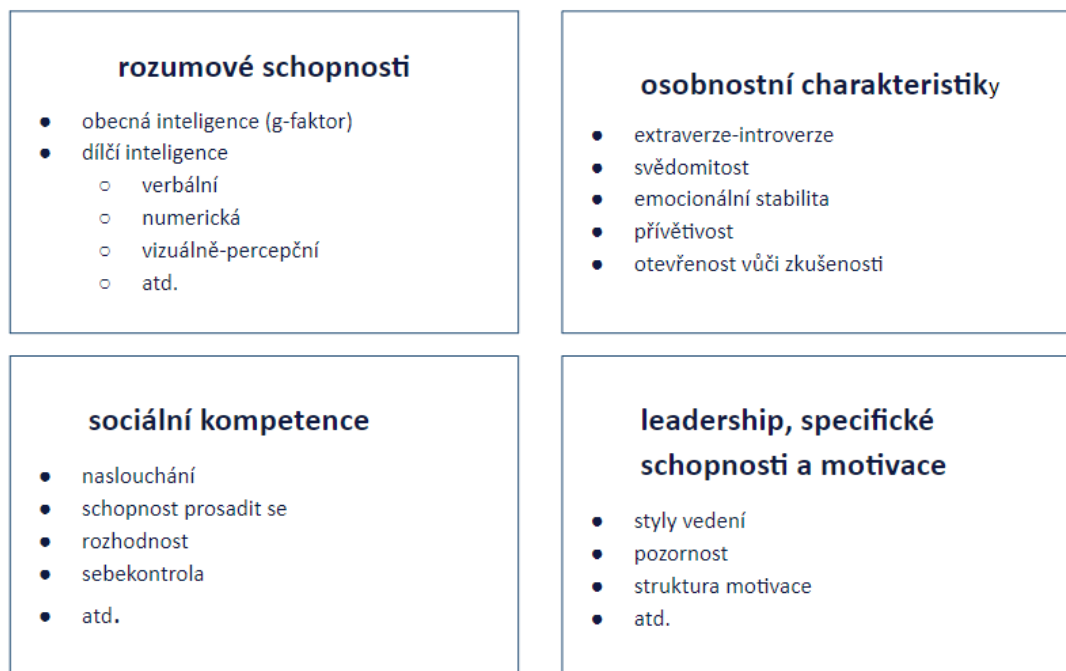 rozumové schopnosti
● obecná inteligence (g-faktor)
● dílčí inteligence
○ verbální
○ numerická
○ vizuálně-percepční
○ atd.
osobnostní charakteristiky
● extraverze-introverze
● svědomitost
● emocionální stabilita
● přívětivost
● otevřenost vůči zkušenosti
sociální kompetence
● naslouchání
● schopnost prosadit se
● rozhodnost
● sebekontrola
● atd.
leadership, specifické
schopnosti a motivace
● styly vedení
● pozornost
● struktura motivace
● atd.